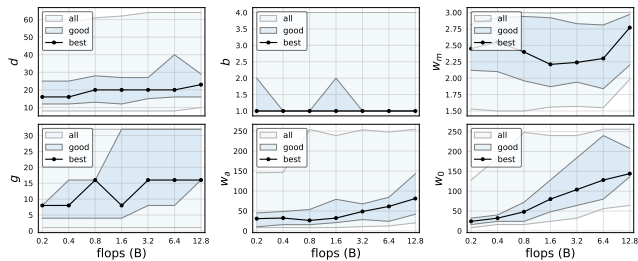 d
60
50
40
30
20
10
all
good
best
b
4.0
3.5
3.0
2.5
2.0
1.5
1.0
all
good
best
w_m
3.00
2.75
2.50
2.25
2.00
1.75
1.50
all
good
best
g
30
25
20
15
10
5
all
good
best
0.2 0.4 0.8 1.6 3.2 6.4 12.8
flops (B)
w_a
250
200
150
100
50
0
all
good
best
0.2 0.4 0.8 1.6 3.2 6.4 12.8
flops (B)
w_0
250
200
150
100
50
0
all
good
best
0.2 0.4 0.8 1.6 3.2 6.4 12.8
flops (B)